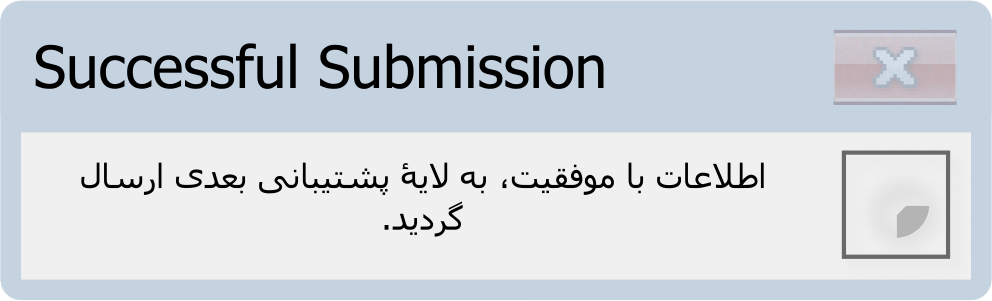 Successful Submission
اطلاعات با موفقیت، به لایهٔ پشتیبانی بعدی ارسال
گردید.